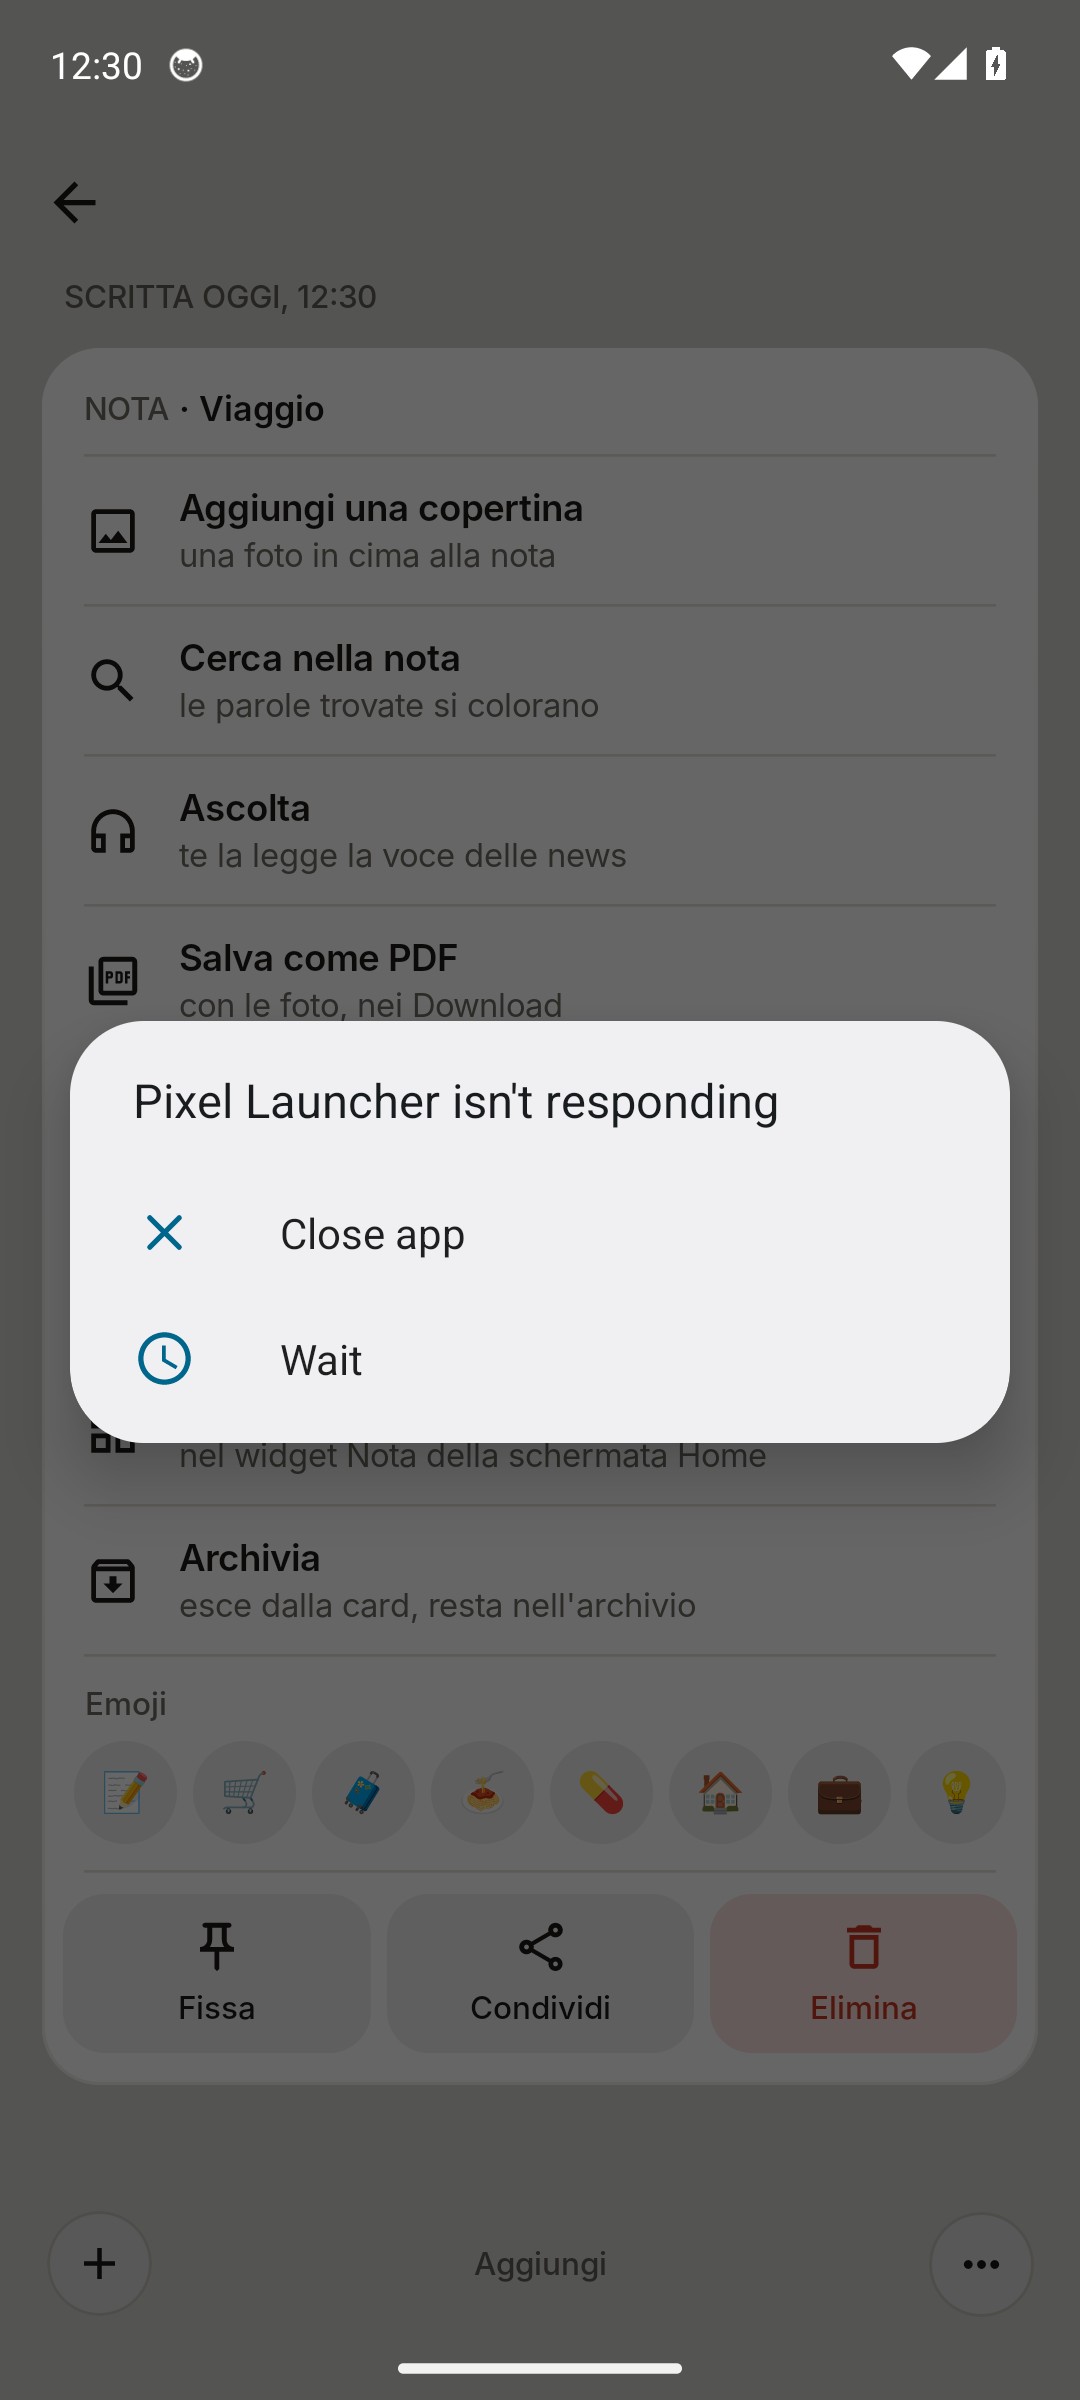 12:30
SCRITTA OGGI, 12:30
NOTA · Viaggio
Aggiungi una copertina
una foto in cima alla nota
Cerca nella nota
le parole trovate si colorano
Ascolta
te la legge la voce delle news
PDF
Salva come PDF
con le foto, nei Download
Pixel Launcher isn't responding
Close app
Wait
nel widget Nota della schermata Home
Archivia
esce dalla card, resta nell'archivio
Emoji
Fissa
Condividi
Elimina
Aggiungi